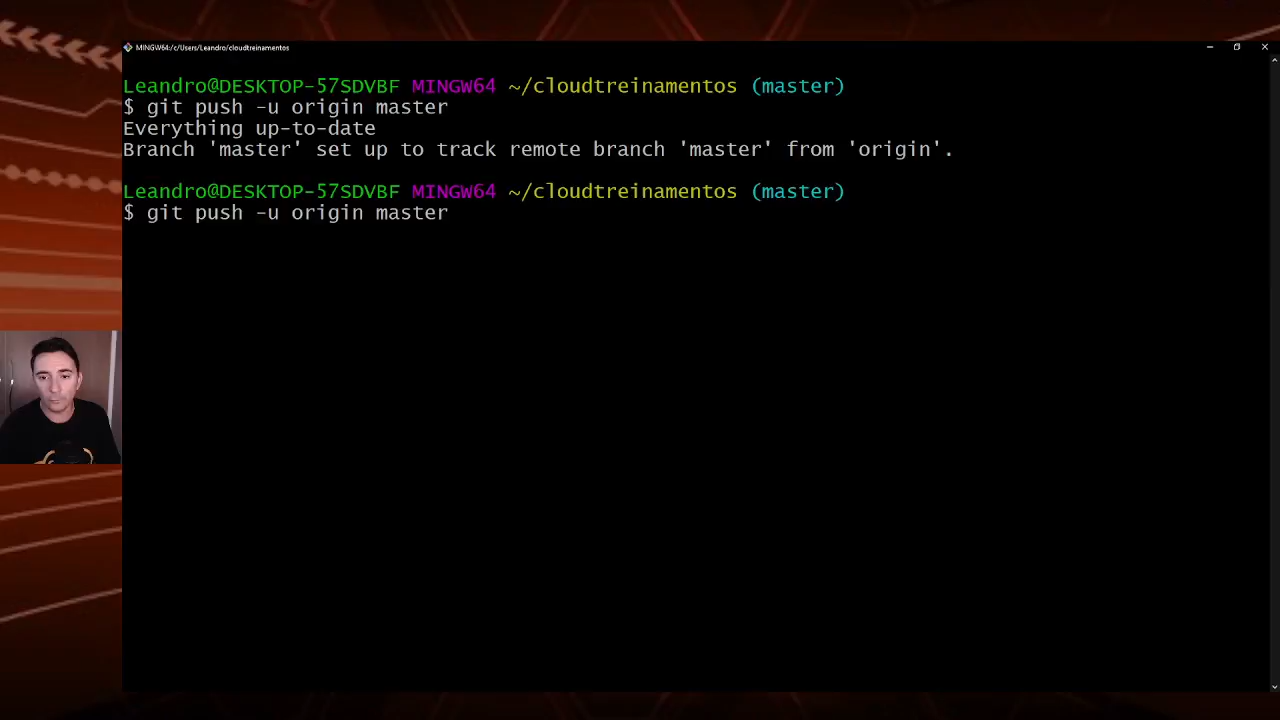 MINGW64:/c/Users/Leandro/cloudtreinamentos
Leandro@DESKTOP-57SDVBF MINGW64 ~/cloudtreinamentos (master)
$ git push -u origin master
Everything up-to-date
Branch 'master' set up to track remote branch 'master' from 'origin'.
Leandro@DESKTOP-57SDVBF MINGW64 ~/cloudtreinamentos (master)
$ git push -u origin master